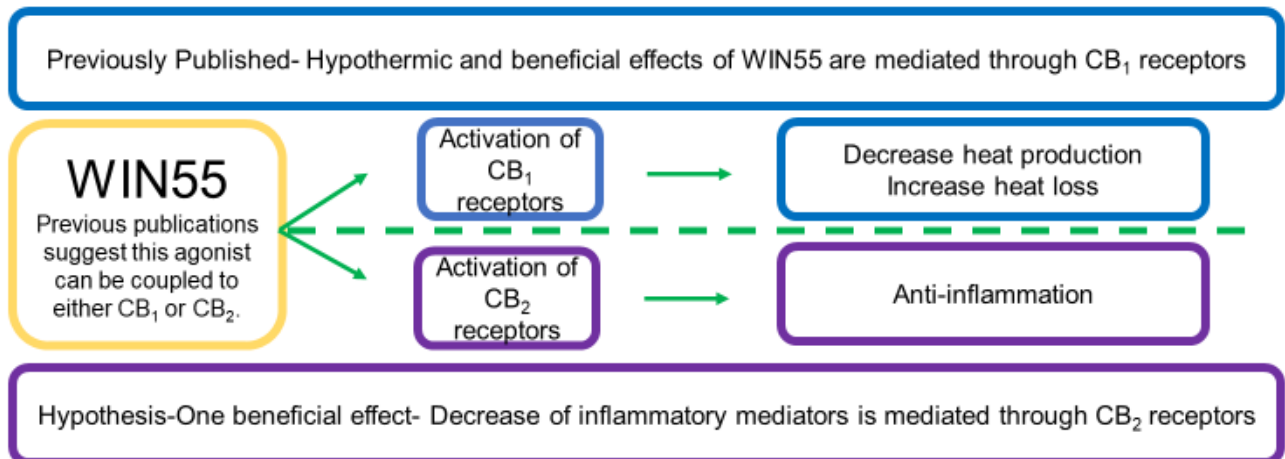 Previously Published- Hypothermic and beneficial effects of WIN55 are mediated through CB₁ receptors
WIN55
Previous publications
suggest this agonist
can be coupled to
either CB₁ or CB₂.
Activation of
CB₁
receptors
Decrease heat production
Increase heat loss
Activation of
CB₂
receptors
Anti-inflammation
Hypothesis-One beneficial effect- Decrease of inflammatory mediators is mediated through CB₂ receptors